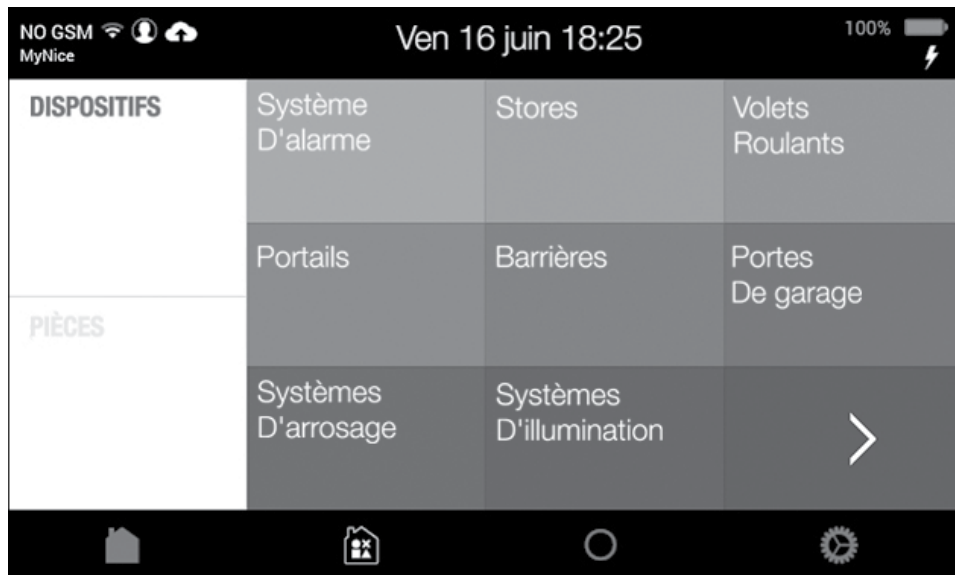 NO GSM
MyNice
Ven 16 juin 18:25
100%
DISPOSITIFS
PIÈCES
Système
D'alarme
Stores
Volets
Roulants
Portails
Barrières
Portes
De garage
Systèmes
D'arrosage
Systèmes
D'illumination